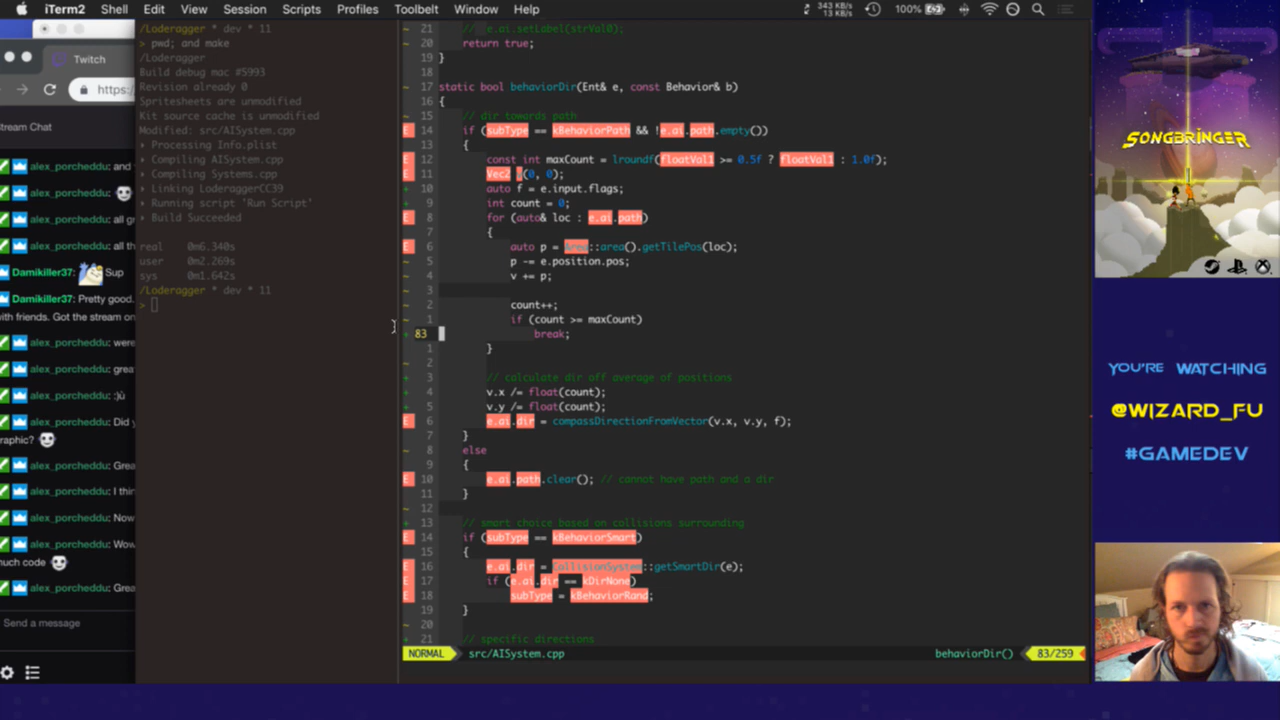 iTerm2 Shell Edit View Session Scripts Profiles Toolbelt Window Help 343 KB/s 13 KB/s 100%
Twitch
https:
Stream Chat
alex_porcheddu: and
alex_porcheddu:
alex_porcheddu: all gr
alex_porcheddu: all th
Damikiller37: Sup
Damikiller37: Pretty good.
with friends. Got the stream on
alex_porcheddu: were
alex_porcheddu: grea
alex_porcheddu: :)ù
alex_porcheddu: Did y
raphic?
alex_porcheddu: Grea
alex_porcheddu: I thin
alex_porcheddu: Now
alex_porcheddu: Wow
much code
alex_porcheddu: Grea
Send a message
/Loderagger * dev * 11
> pwd; and make
/Loderagger
Build debug mac #5993
Revision already 0
Spritesheets are unmodified
Kit source cache is unmodified
Modified: src/AISystem.cpp
Processing Info.plist
Compiling AISystem.cpp
Compiling Systems.cpp
Linking LoderaggerCC39
Running script 'Run Script'
Build Succeeded
real 0m6.340s
user 0m2.269s
sys 0m1.642s
/Loderagger * dev * 11
>
~ 21 // e.ai.setLabel(strVal0);
~ 20 return true;
~ 19 }
18
~ 17 static bool behaviorDir(Ent& e, const Behavior& b)
~ 16 {
~ 15 // dir towards path
E 14 if (subType == kBehaviorPath && !e.ai.path.empty())
~ 13 {
E 12 const int maxCount = lroundf(floatVal1 >= 0.5f ? floatVal1 : 1.0f);
E 11 Vec2 v(0, 0);
+ 10 auto f = e.input.flags;
+ 9 int count = 0;
E 8 for (auto& loc : e.ai.path)
7 {
E 6 auto p = Area::area().getTilePos(loc);
~ 5 p -= e.position.pos;
~ 4 v += p;
~ 3
~ 2 count++;
~ 1 if (count >= maxCount)
+ 83 break;
1 }
~ 2
+ 3 // calculate dir off average of positions
+ 4 v.x /= float(count);
+ 5 v.y /= float(count);
E 6 e.ai.dir = compassDirectionFromVector(v.x, v.y, f);
~ 7 }
~ 8 else
~ 9 {
E 10 e.ai.path.clear(); // cannot have path and a dir
~ 11 }
~ 12
+ 13 // smart choice based on collisions surrounding
E 14 if (subType == kBehaviorSmart)
~ 15 {
E 16 e.ai.dir = CollisionSystem::getSmartDir(e);
E 17 if (e.ai.dir == kDirNone)
E 18 subType = kBehaviorRand;
19 }
~ 20
+ 21 // specific directions
NORMAL src/AISystem.cpp behaviorDir() 83/259
SONGBRINGER
YOU'RE WATCHING
@WIZARD_FU
#GAMEDEV